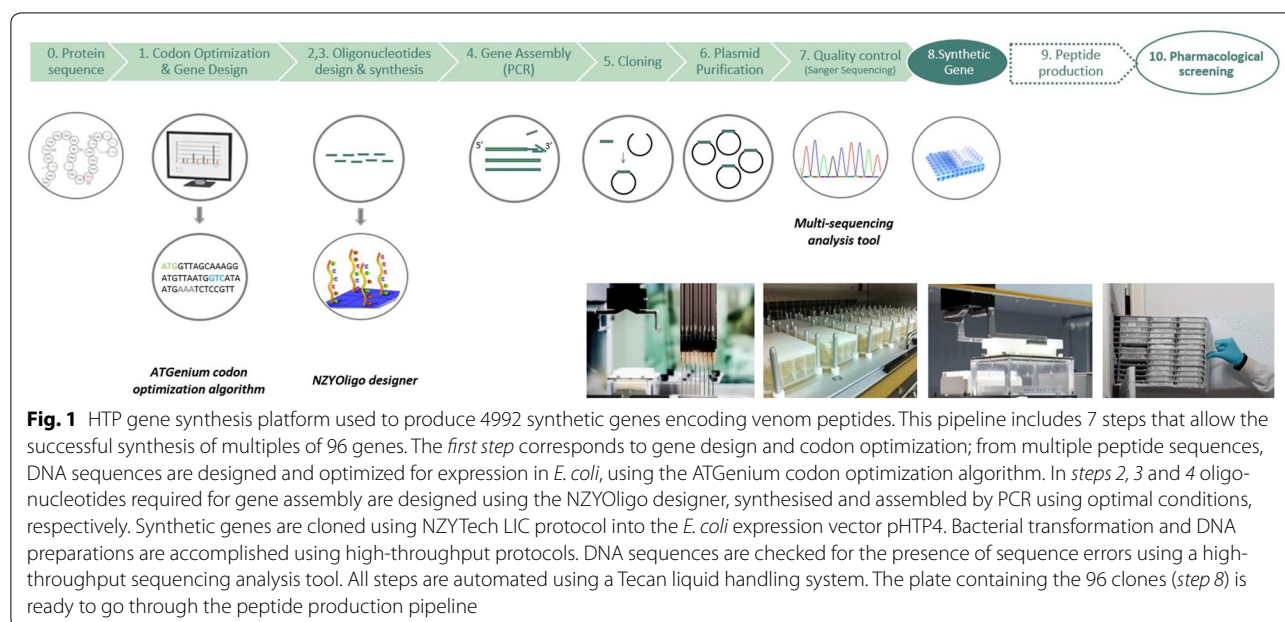 0. Protein sequence
1. Codon Optimization & Gene Design
2,3. Oligonucleotides design & synthesis
4. Gene Assembly (PCR)
5. Cloning
6. Plasmid Purification
7. Quality control (Sanger Sequencing)
8.Synthetic Gene
9. Peptide production
10. Pharmacological screening
5'
3'
Multi-sequencing
analysis tool
ATGGTTAGCAAAGG
ATGTTAATGGTCATA
ATGAAATCTCCGTT
ATGenium codon
optimization algorithm
NZYOligo designer
Fig. 1 HTP gene synthesis platform used to produce 4992 synthetic genes encoding venom peptides. This pipeline includes 7 steps that allow the
successful synthesis of multiples of 96 genes. The first step corresponds to gene design and codon optimization; from multiple peptide sequences,
DNA sequences are designed and optimized for expression in E. coli, using the ATGenium codon optimization algorithm. In steps 2, 3 and 4 oligo-
nucleotides required for gene assembly are designed using the NZYOligo designer, synthesised and assembled by PCR using optimal conditions,
respectively. Synthetic genes are cloned using NZYTech LIC protocol into the E. coli expression vector pHTP4. Bacterial transformation and DNA
preparations are accomplished using high-throughput protocols. DNA sequences are checked for the presence of sequence errors using a high-
throughput sequencing analysis tool. All steps are automated using a Tecan liquid handling system. The plate containing the 96 clones (step 8) is
ready to go through the peptide production pipeline